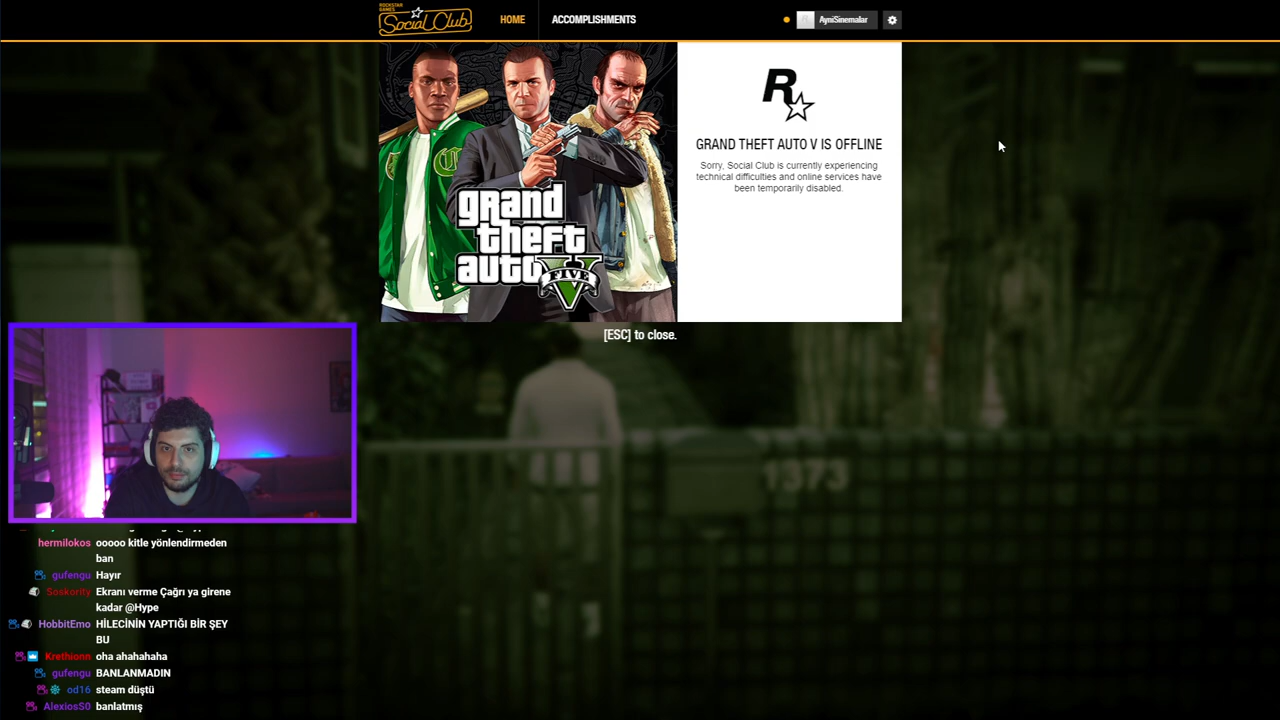 ROCKSTAR
GAMES
Social Club
HOME
ACCOMPLISHMENTS
AyniSinemalar
grand
theft
auto
FIVE
R
GRAND THEFT AUTO V IS OFFLINE
Sorry, Social Club is currently experiencing
technical difficulties and online services have
been temporarily disabled.
[ESC] to close.
1373
hermilokos ooooo kitle yönlendirmeden
ban
gufengu Hayır
Soskority Ekranı verme Çağrı ya girene
kadar @Hype
HobbitEmo HİLECİNİN YAPTIĞI BİR ŞEY
BU
Krethionn oha ahahahaha
gufengu BANLANMADIN
od16 steam düştü
AlexiosS0 banlatmış